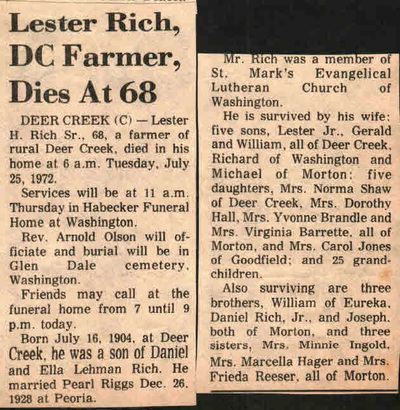 Lester Rich,
DC Farmer,
Dies At 68
DEER CREEK (C) — Lester
H. Rich Sr., 68, a farmer of
rural Deer Creek, died in his
home at 6 a.m. Tuesday, July
25, 1972.
Services will be at 11 a.m.
Thursday in Habecker Funeral
Home at Washington.
Rev. Arnold Olson will of-
ficiate and burial will be in
Glen Dale cemetery,
Washington.
Friends may call at the
funeral home from 7 until 9
p.m. today.
Born July 16, 1904, at Deer
Creek, he was a son of Daniel
and Ella Lehman Rich. He
married Pearl Riggs Dec. 26,
1928 at Peoria.
Mr. Rich was a member of
St. Mark's Evangelical
Lutheran Church of
Washington.
He is survived by his wife;
five sons, Lester Jr., Gerald
and William, all of Deer Creek,
Richard of Washington and
Michael of Morton; five
daughters, Mrs. Norma Shaw
of Deer Creek, Mrs. Dorothy
Hall, Mrs. Yvonne Brandle and
Mrs. Virginia Barrette, all of
Morton, and Mrs. Carol Jones
of Goodfield; and 25 grand-
children.
Also surviving are three
brothers, William of Eureka,
Daniel Rich, Jr., and Joseph,
both of Morton, and three
sisters, Mrs. Minnie Ingold,
Mrs. Marcella Hager and Mrs.
Frieda Reeser, all of Morton.